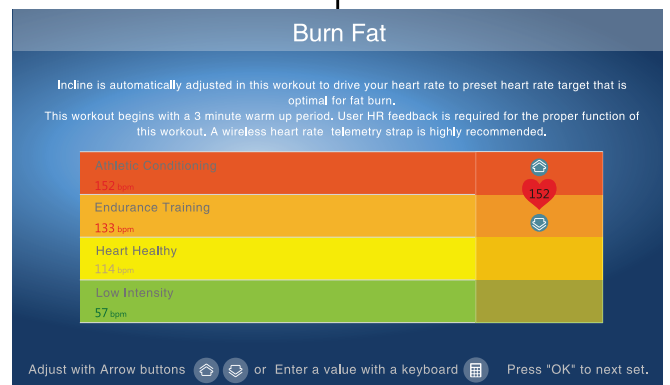 Burn Fat
Incline is automatically adjusted in this workout to drive your heart rate to preset heart rate target that is
optimal for fat burn.
This workout begins with a 3 minute warm up period. User HR feedback is required for the proper function of
this workout. A wireless heart rate telemetry strap is highly recommended.
Athletic Conditioning
152 bpm
152
Endurance Training
133 bpm
Heart Healthy
114 bpm
Low Intensity
57 bpm
Adjust with Arrow buttons or Enter a value with a keyboard Press "OK" to next set.